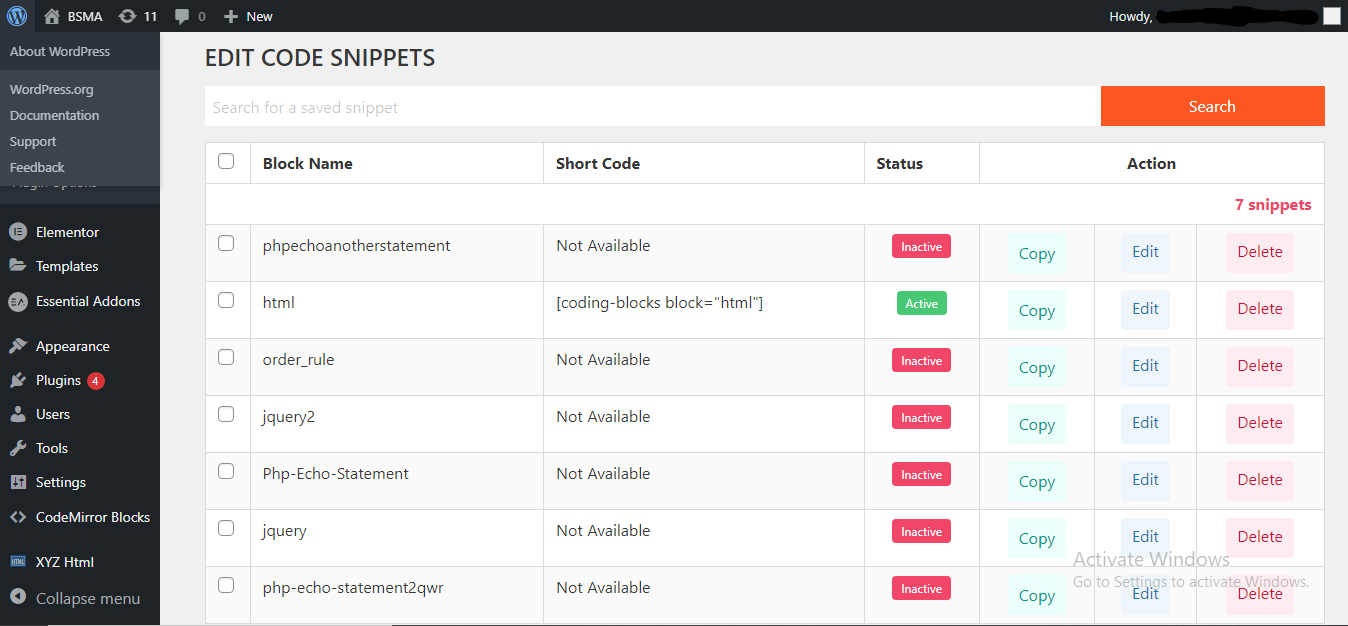 BSMA 11 0 + New Howdy,
About WordPress
WordPress.org
Documentation
Support
Feedback
Plugin Options
Elementor
Templates
Essential Addons
Appearance
Plugins 4
Users
Tools
Settings
CodeMirror Blocks
XYZ Html
Collapse menu
EDIT CODE SNIPPETS
Search for a saved snippet Search
Block Name Short Code Status Action
7 snippets
phpechoanotherstatement Not Available Inactive Copy Edit Delete
html [coding-blocks block="html"] Active Copy Edit Delete
order_rule Not Available Inactive Copy Edit Delete
jquery2 Not Available Inactive Copy Edit Delete
Php-Echo-Statement Not Available Inactive Copy Edit Delete
jquery Not Available Inactive Copy Edit Delete
php-echo-statement2qwr Not Available Inactive Copy Edit Delete
Activate Windows
Go to Settings to activate Windows.